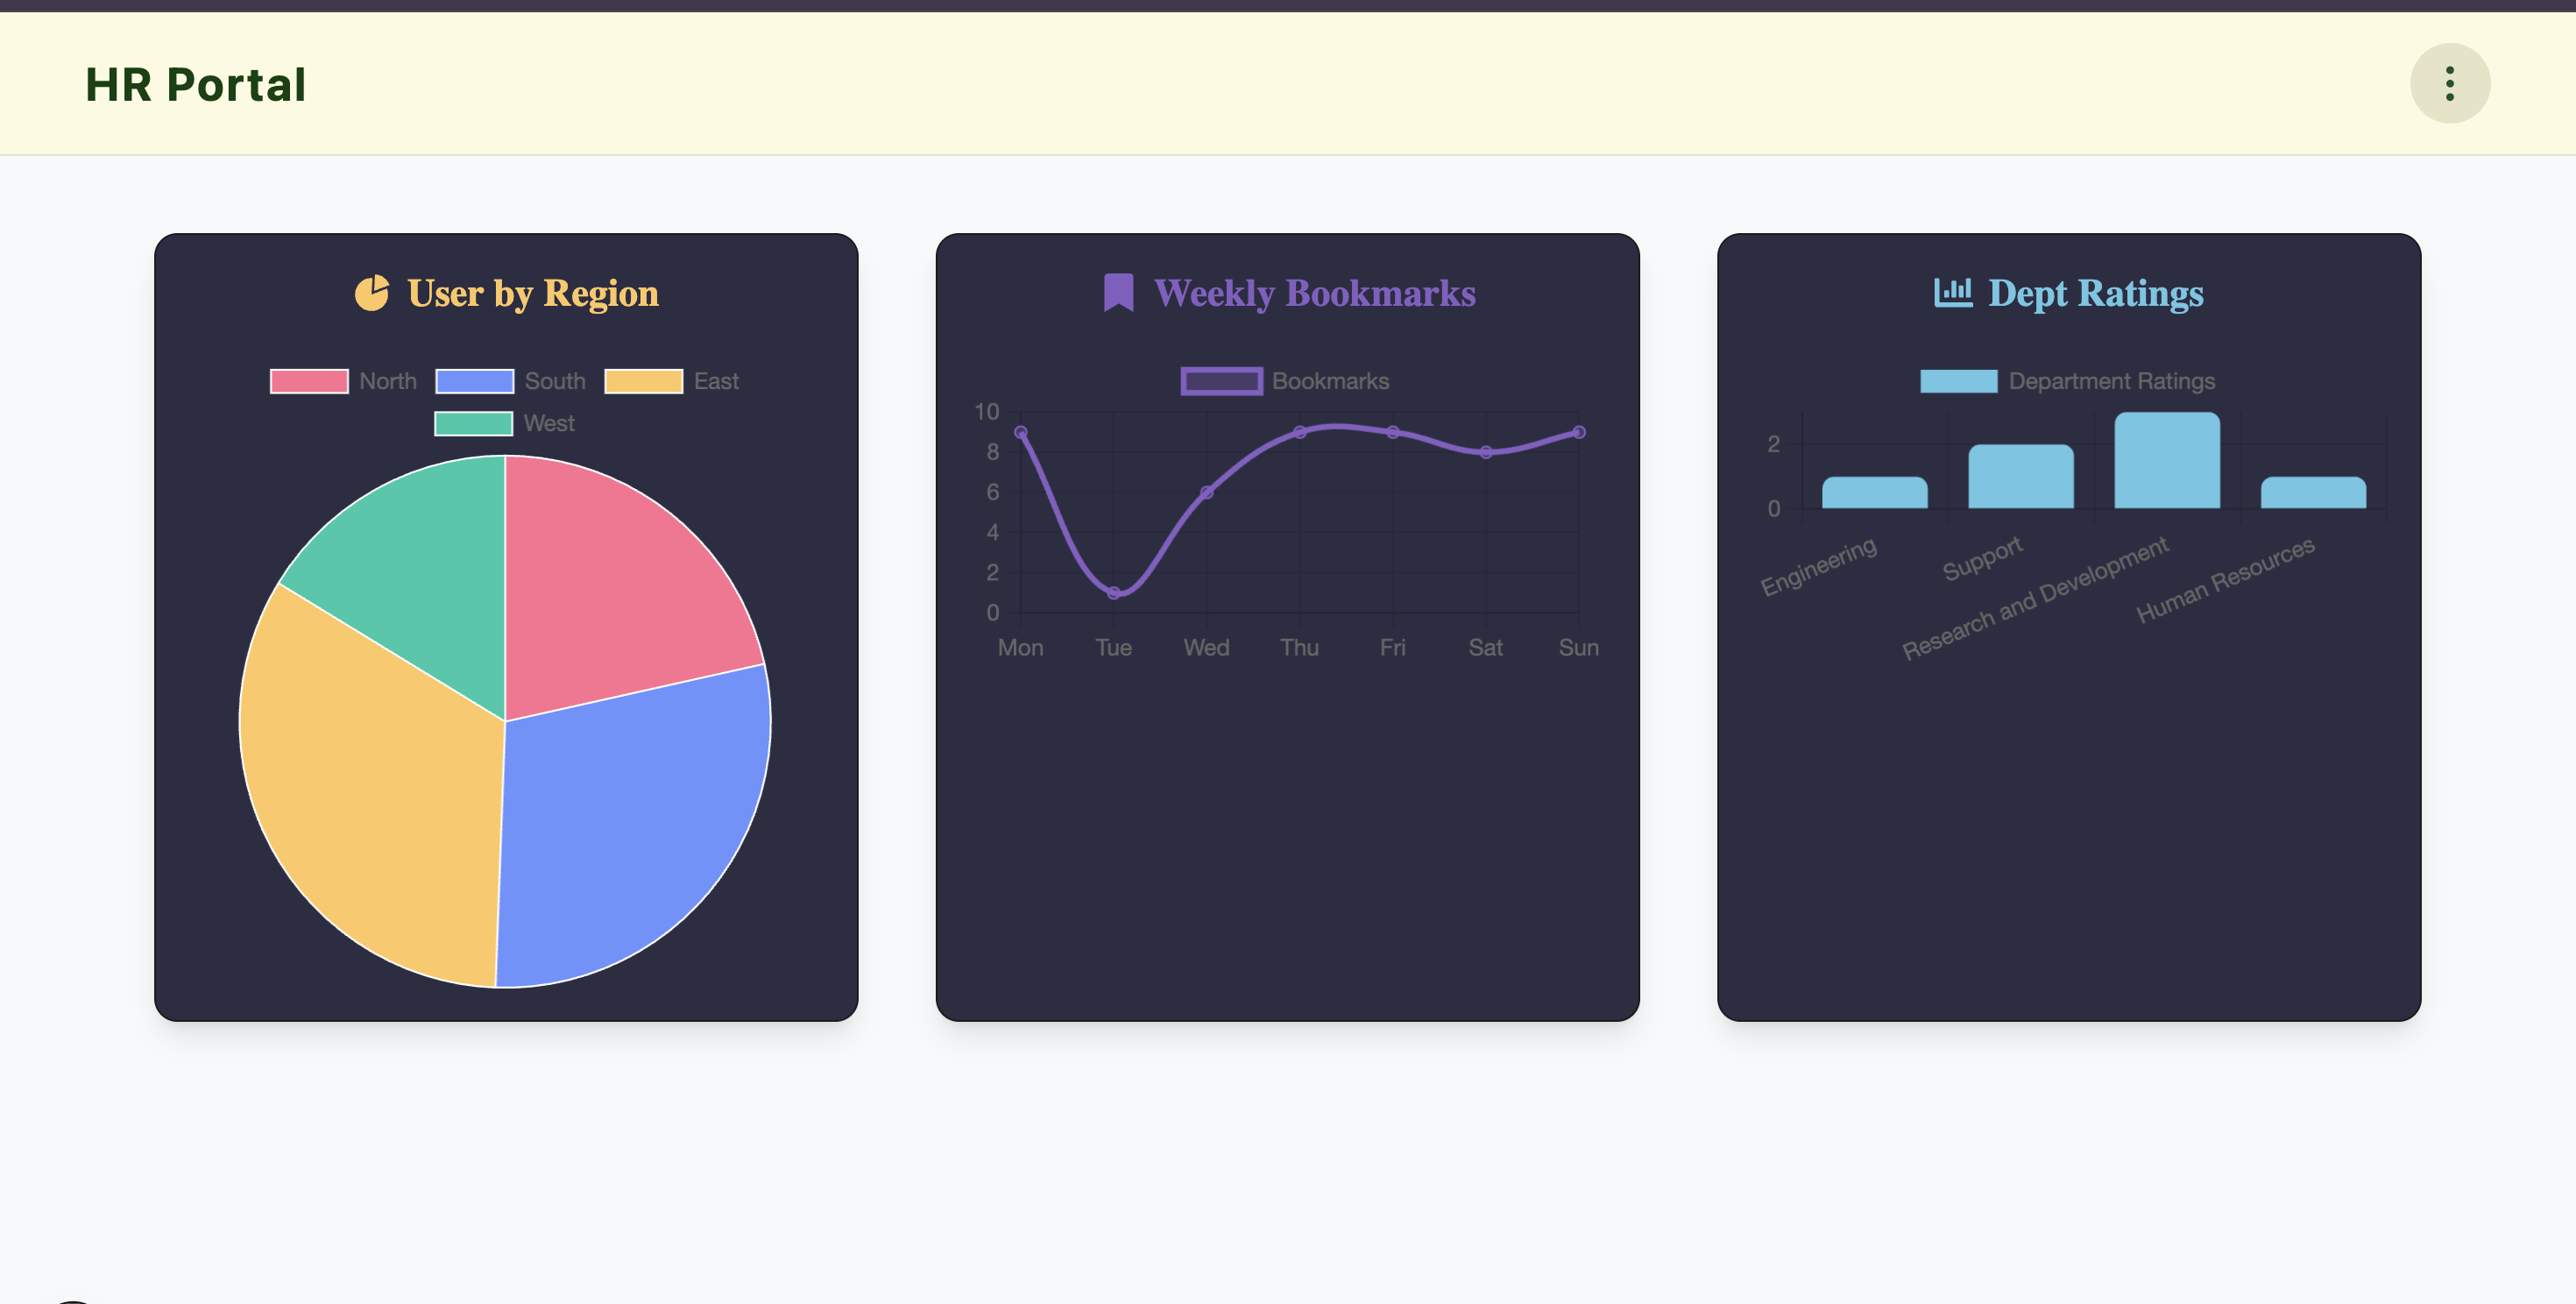 HR Portal
User by Region
North South East
West
Weekly Bookmarks
Bookmarks
10
8
6
4
2
0
Mon Tue Wed Thu Fri Sat Sun
Dept Ratings
Department Ratings
2
0
Engineering
Support
Research and Development
Human Resources